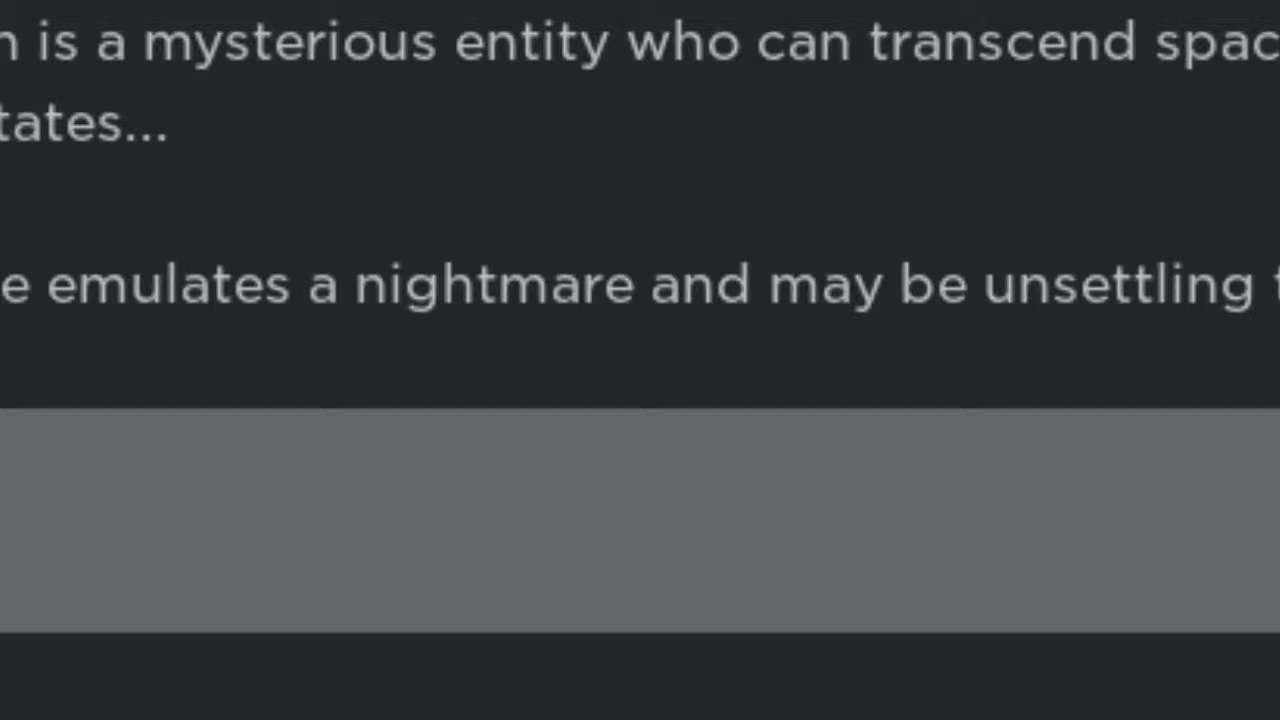 n is a mysterious entity who can transcend spac
tates...
e emulates a nightmare and may be unsettling